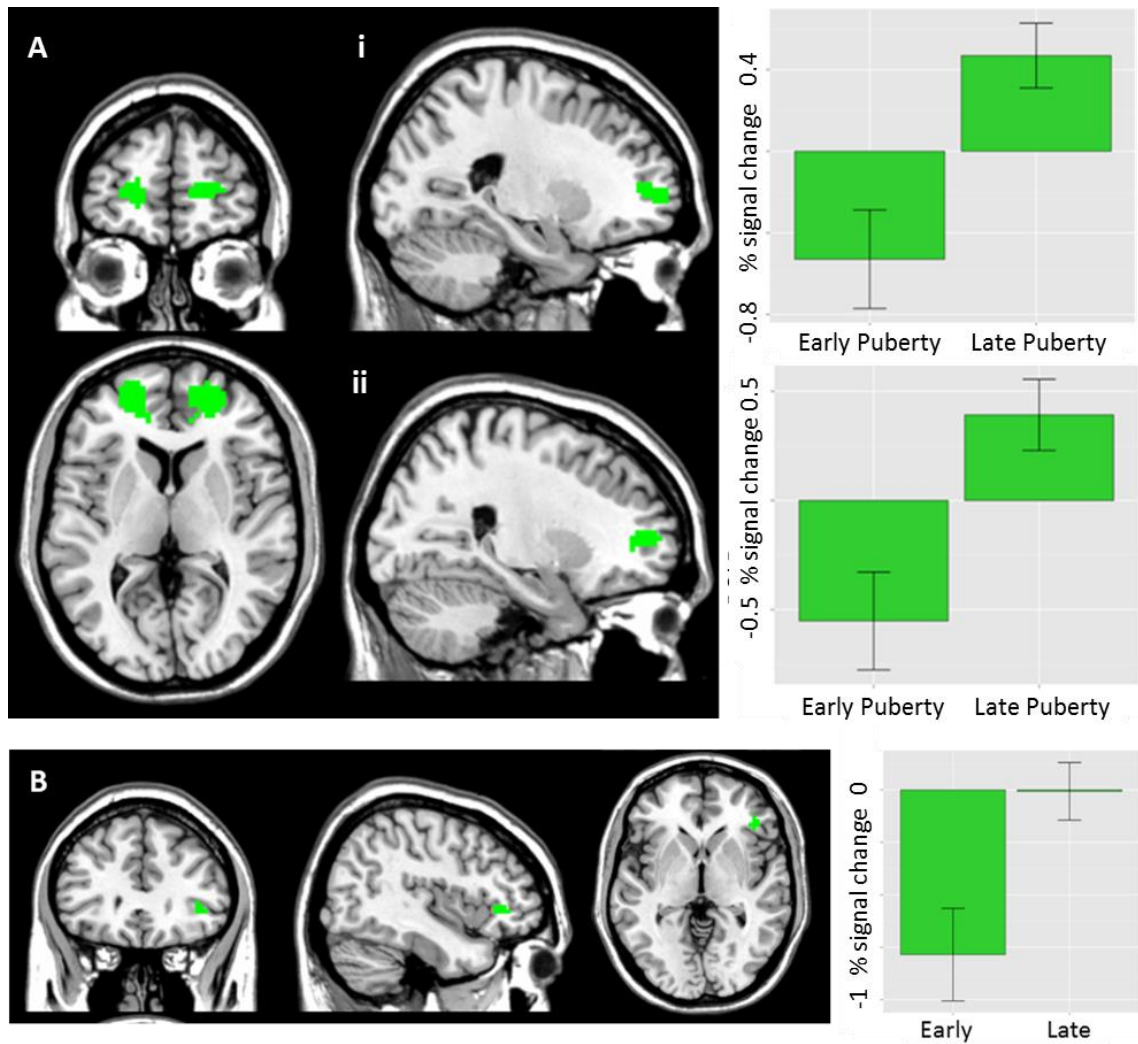 A
i
ii
-0.8 % signal change 0.4
Early Puberty Late Puberty
-0.5 % signal change 0.5
Early Puberty Late Puberty
B
-1 % signal change 0
Early Late